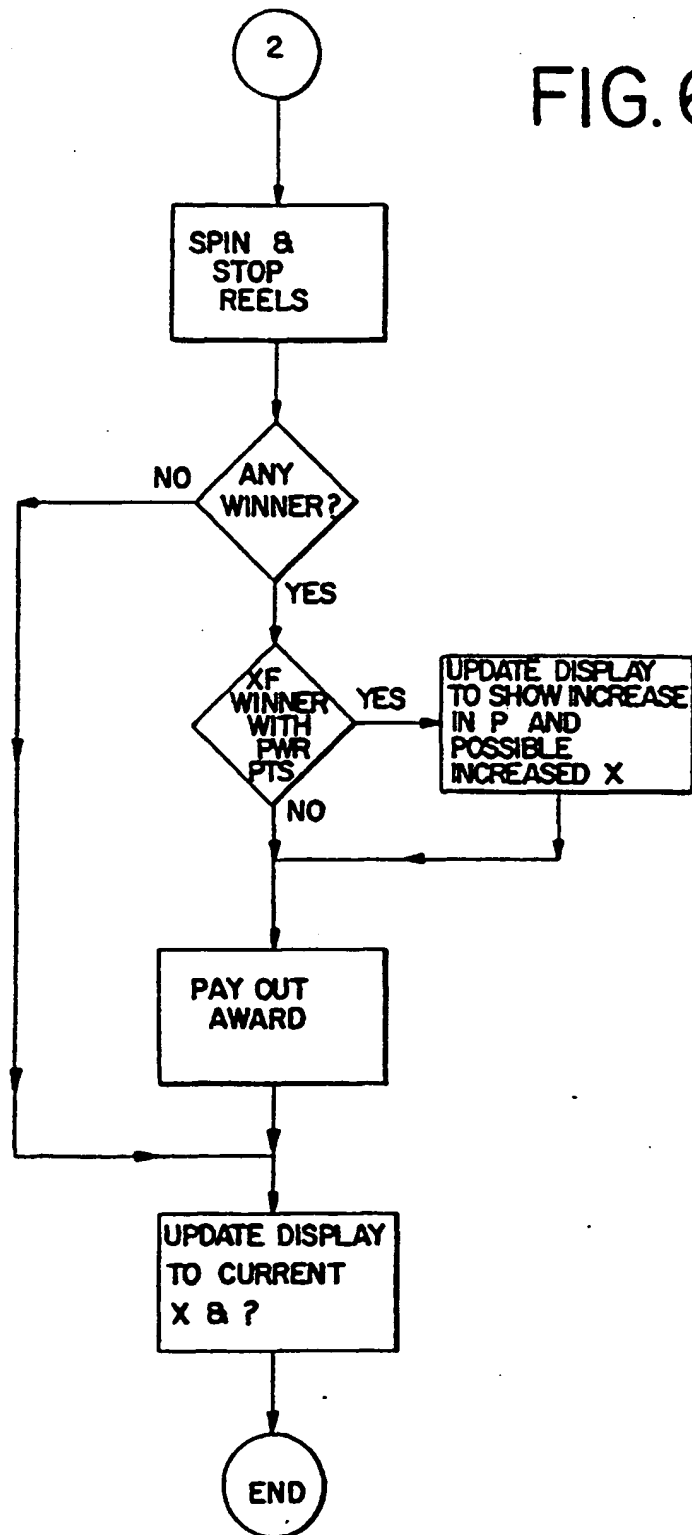 2
FIG. 6
SPIN &
STOP
REELS
ANY
WINNER?
NO
YES
XF
WINNER
WITH
PWR
PTS
YES
NO
UPDATE DISPLAY
TO SHOW INCREASE
IN P AND
POSSIBLE
INCREASED X
PAY OUT
AWARD
UPDATE DISPLAY
TO CURRENT
X & ?
END